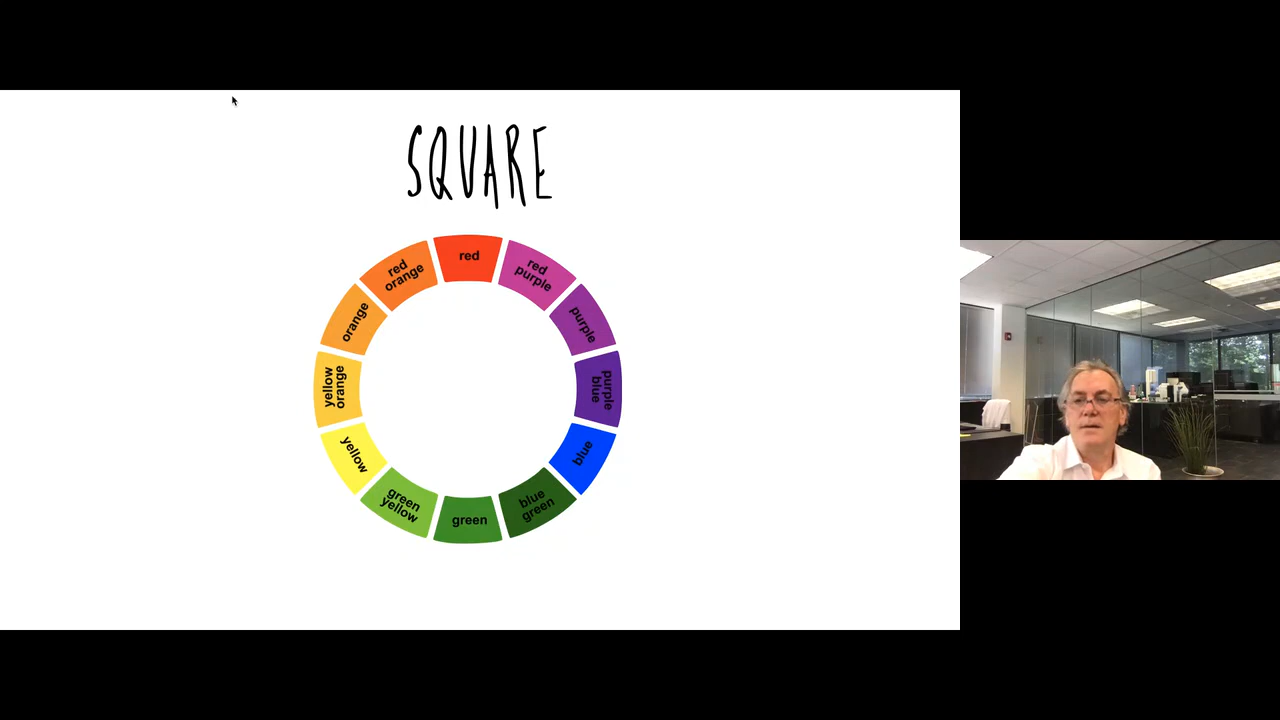 SQUARE
red
red
purple
purple
purple
blue
blue
blue
green
green
green
yellow
yellow
yellow
orange
orange
red
orange